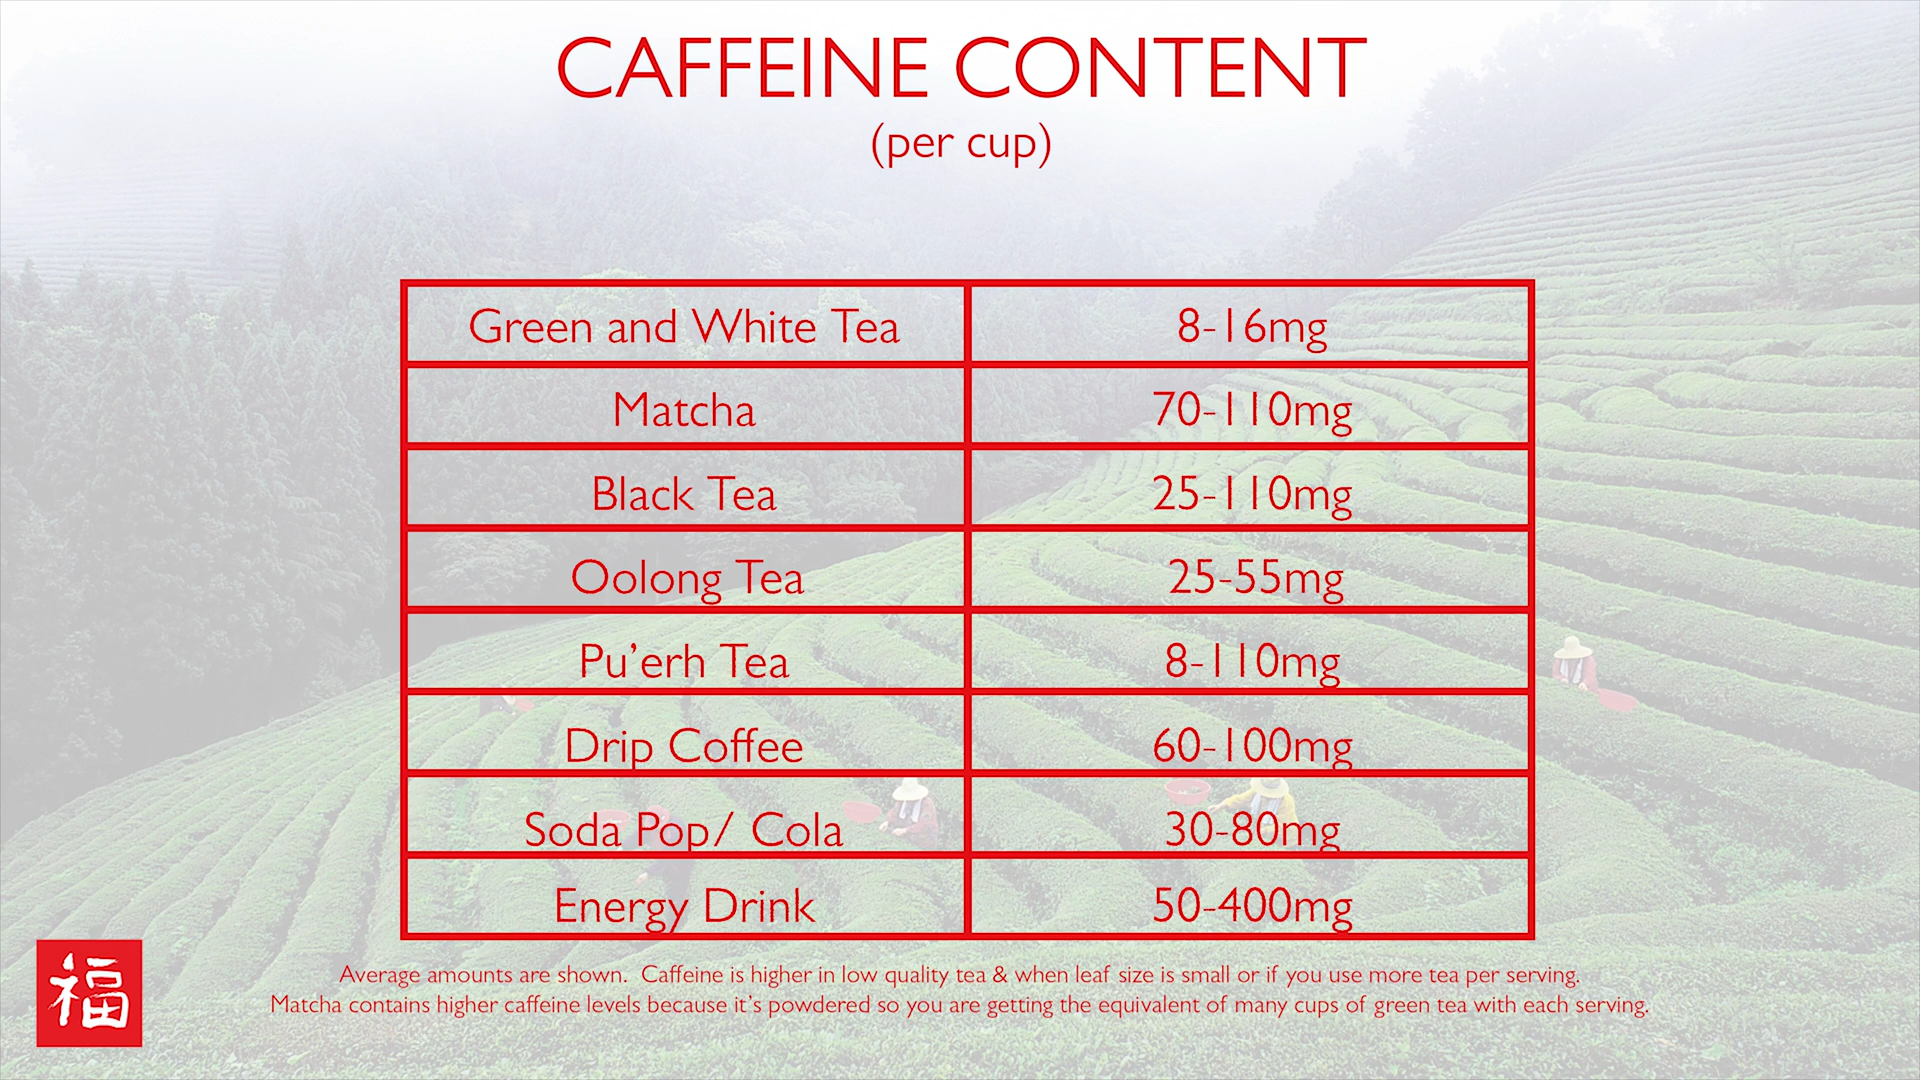 CAFFEINE CONTENT
(per cup)
Green and White Tea 8-16mg
Matcha 70-110mg
Black Tea 25-110mg
Oolong Tea 25-55mg
Pu’erh Tea 8-110mg
Drip Coffee 60-100mg
Soda Pop/ Cola 30-80mg
Energy Drink 50-400mg
Average amounts are shown. Caffeine is higher in low quality tea & when leaf size is small or if you use more tea per serving.
Matcha contains higher caffeine levels because it’s powdered so you are getting the equivalent of many cups of green tea with each serving.
福